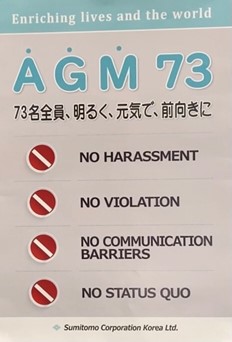 Enriching lives and the world
AGM 73
73名全員、明るく、元気で、前向きに
NO HARASSMENT
NO VIOLATION
NO COMMUNICATION
BARRIERS
NO STATUS QUO
Sumitomo Corporation Korea Ltd.